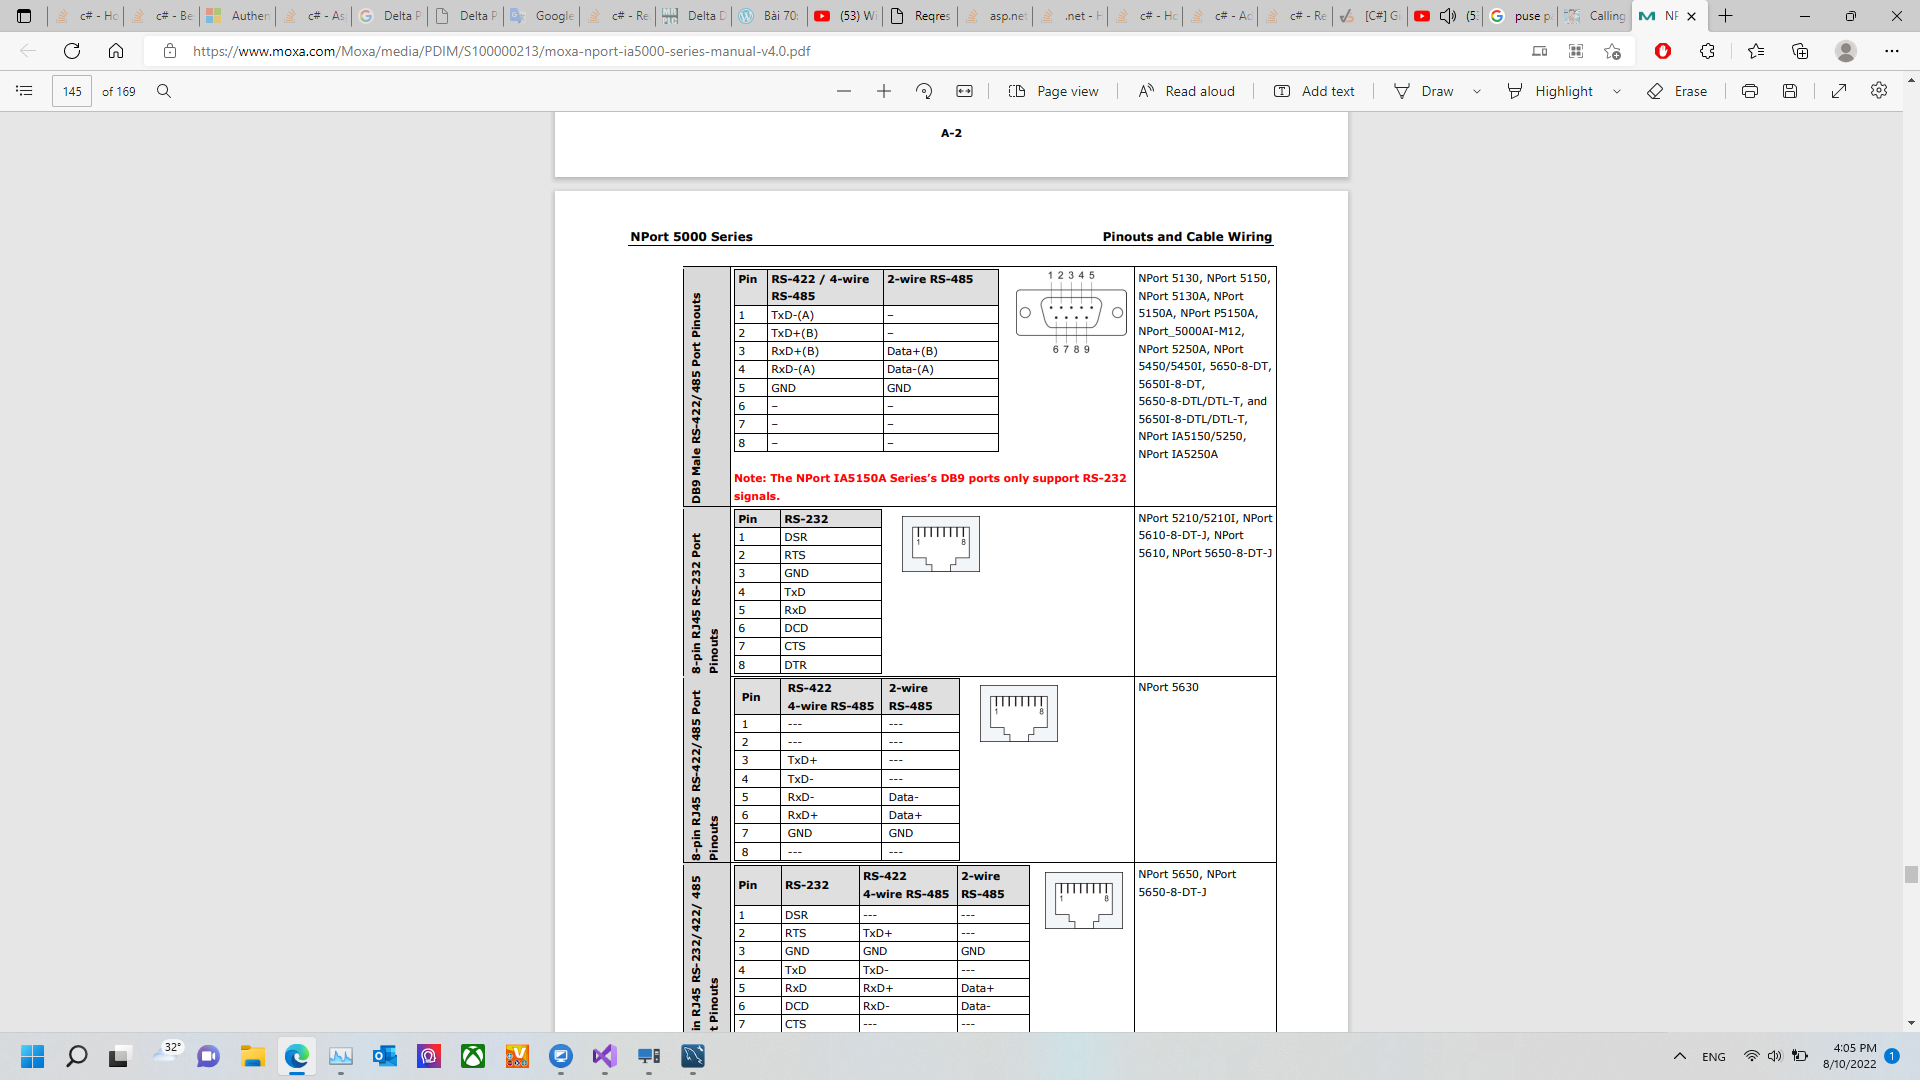 c# - Ho
c# - Be
Authen
c# - As
Delta P
Delta P
Google
c# - Re
Delta D
Bài 70:
(53) Wi
Reqres
asp.net
.net - H
c# - Ho
c# - Ad
c# - Re
[C#] Gi
(5:
puse p
Calling
NF
https://www.moxa.com/Moxa/media/PDIM/S100000213/moxa-nport-ia5000-series-manual-v4.0.pdf
145 of 169
Page view
Read aloud
Add text
Draw
Highlight
Erase
A-2
NPort 5000 Series Pinouts and Cable Wiring
DB9 Male RS-422/485 Port Pinouts
Pin RS-422 / 4-wire RS-485 2-wire RS-485
1 TxD-(A) –
2 TxD+(B) –
3 RxD+(B) Data+(B)
4 RxD-(A) Data-(A)
5 GND GND
6 – –
7 – –
8 – –
1 2 3 4 5
6 7 8 9
Note: The NPort IA5150A Series’s DB9 ports only support RS-232
signals.
NPort 5130, NPort 5150,
NPort 5130A, NPort
5150A, NPort P5150A,
NPort_5000AI-M12,
NPort 5250A, NPort
5450/5450I, 5650-8-DT,
5650I-8-DT,
5650-8-DTL/DTL-T, and
5650I-8-DTL/DTL-T,
NPort IA5150/5250,
NPort IA5250A
8-pin RJ45 RS-232 Port
Pinouts
Pin RS-232
1 DSR
2 RTS
3 GND
4 TxD
5 RxD
6 DCD
7 CTS
8 DTR
1 8
NPort 5210/5210I, NPort
5610-8-DT-J, NPort
5610, NPort 5650-8-DT-J
8-pin RJ45 RS-422/485 Port
Pinouts
Pin RS-422 4-wire RS-485 2-wire RS-485
1 --- ---
2 --- ---
3 TxD+ ---
4 TxD- ---
5 RxD- Data-
6 RxD+ Data+
7 GND GND
8 --- ---
1 8
NPort 5630
in RJ45 RS-232/422/ 485
t Pinouts
Pin RS-232 RS-422 4-wire RS-485 2-wire RS-485
1 DSR --- ---
2 RTS TxD+ ---
3 GND GND GND
4 TxD TxD- ---
5 RxD RxD+ Data+
6 DCD RxD- Data-
7 CTS --- ---
1 8
NPort 5650, NPort
5650-8-DT-J
32°
ENG
4:05 PM
8/10/2022
1